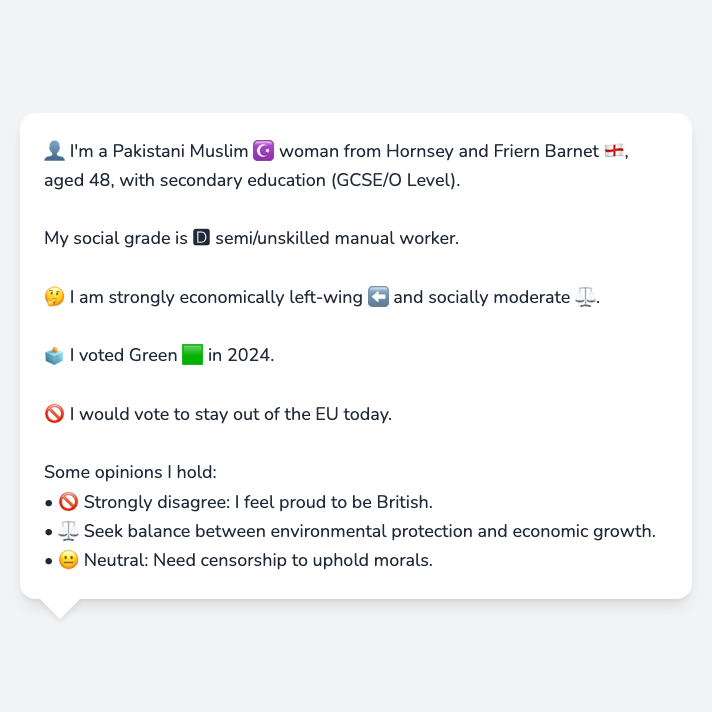 👤 I'm a Pakistani Muslim ☪️ woman from Hornsey and Friern Barnet 🏴󠁧󠁢󠁥󠁮󠁧󠁿,
aged 48, with secondary education (GCSE/O Level).
My social grade is 🅳 semi/unskilled manual worker.
🤔 I am strongly economically left-wing ⬅️ and socially moderate ⚖️.
🗳️ I voted Green 🟩 in 2024.
🚫 I would vote to stay out of the EU today.
Some opinions I hold:
• 🚫 Strongly disagree: I feel proud to be British.
• ⚖️ Seek balance between environmental protection and economic growth.
• 😐 Neutral: Need censorship to uphold morals.